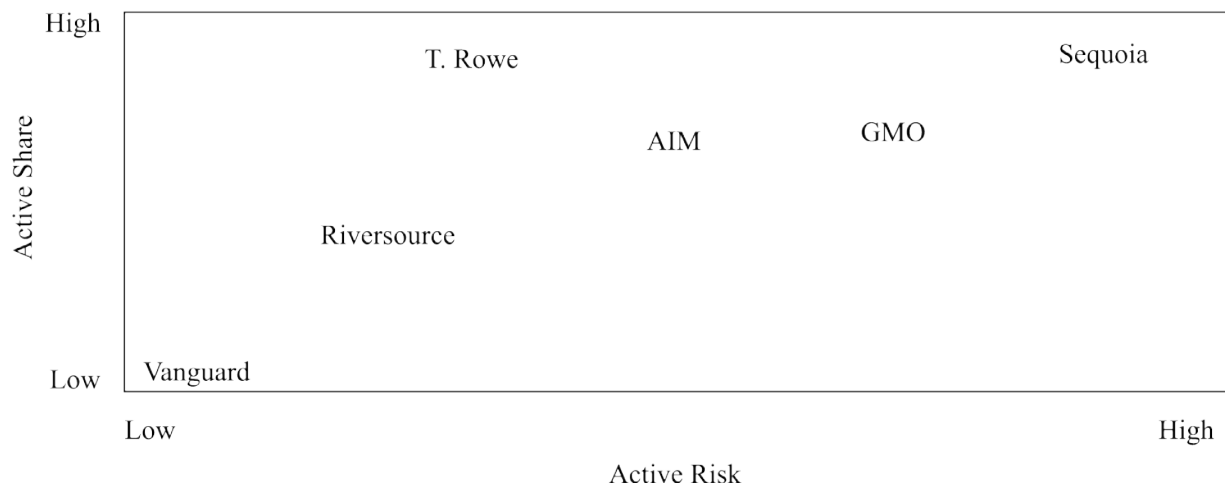 High
T. Rowe
Sequoia
AIM
GMO
Active Share
Riversource
Vanguard
Low
Low
High
Active Risk